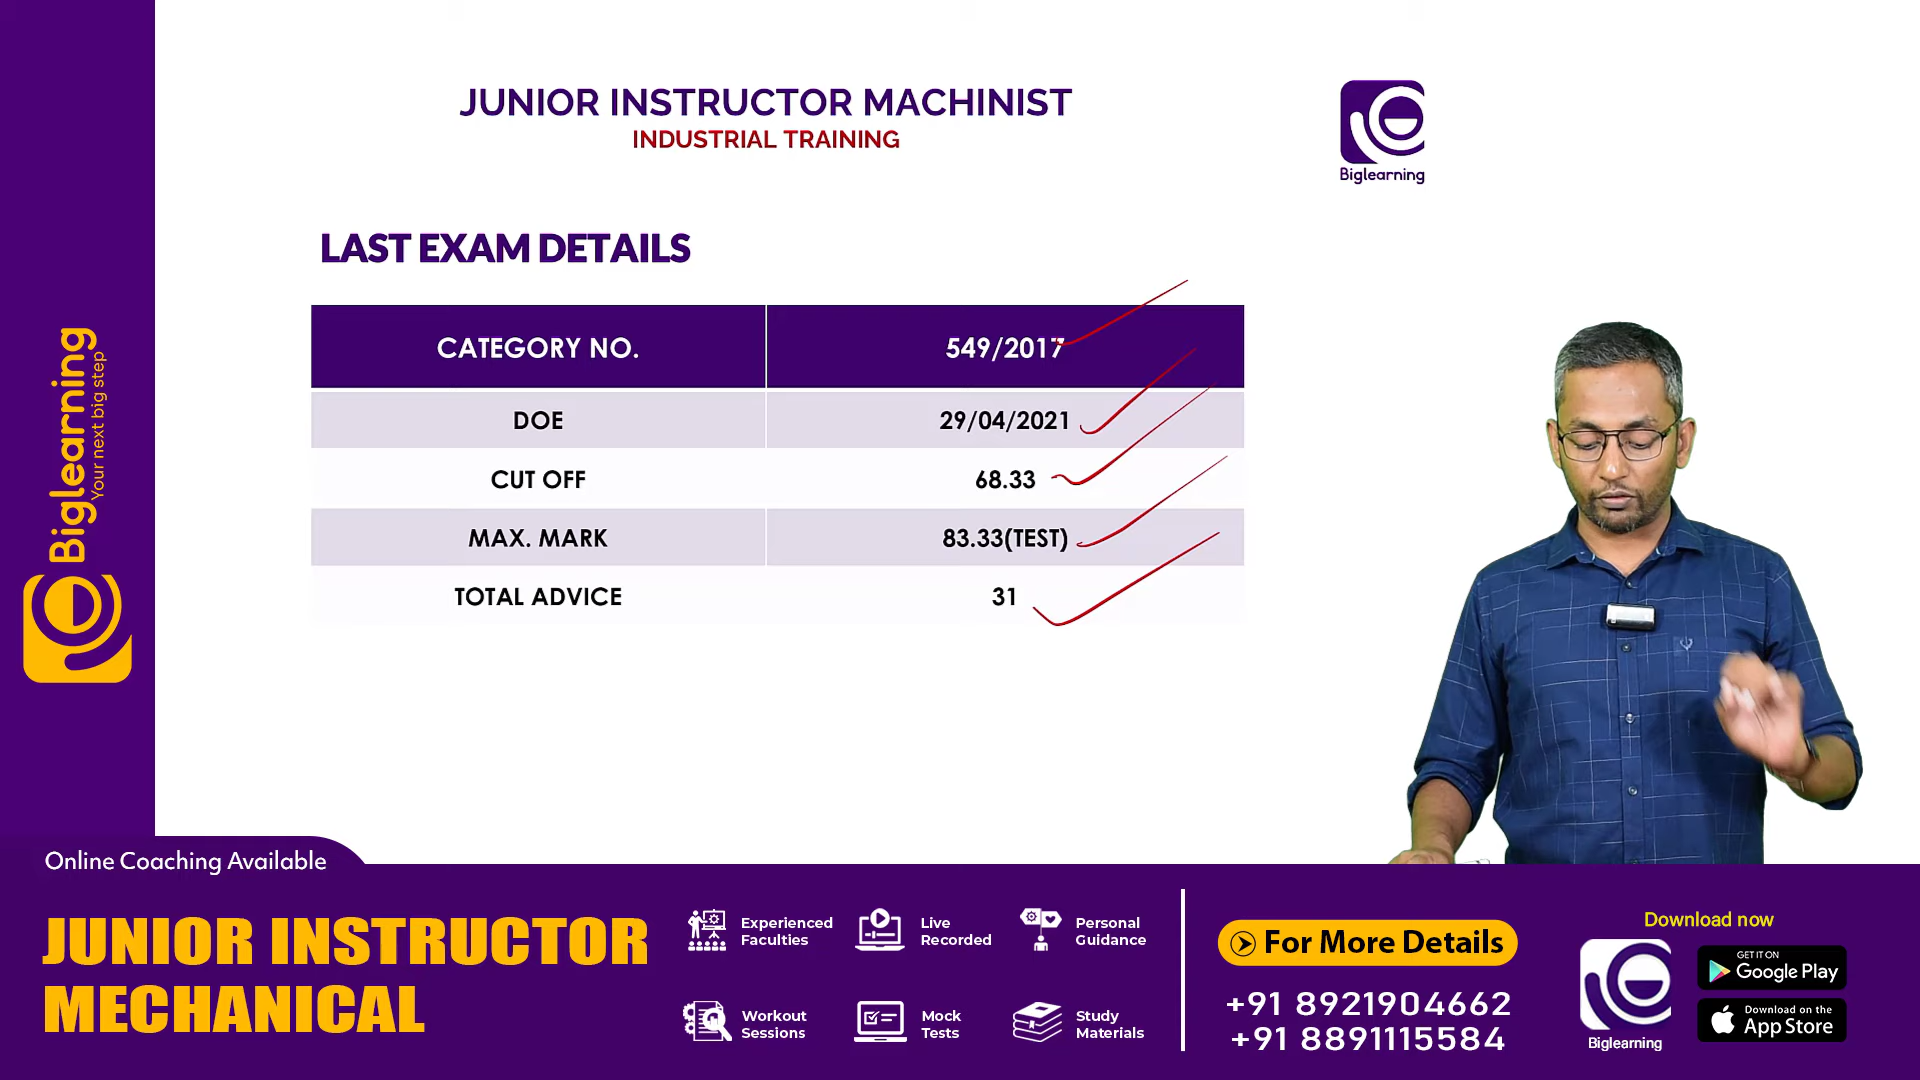 JUNIOR INSTRUCTOR MACHINIST
INDUSTRIAL TRAINING
Biglearning
LAST EXAM DETAILS
CATEGORY NO. 549/2017
DOE 29/04/2021
CUT OFF 68.33
MAX. MARK 83.33(TEST)
TOTAL ADVICE 31
Biglearning
Your next big step
Online Coaching Available
JUNIOR INSTRUCTOR
MECHANICAL
Experienced
Faculties
Live
Recorded
Personal
Guidance
Workout
Sessions
Mock
Tests
Study
Materials
For More Details
+91 8921904662
+91 8891115584
Download now
Biglearning
GET IT ON
Google Play
Download on the
App Store